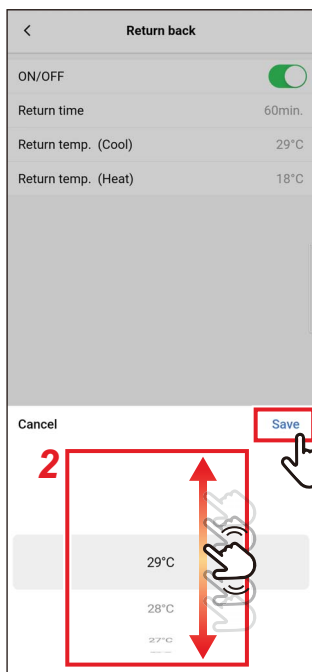 Return back
ON/OFF
Return time 60min.
Return temp. (Cool) 29°C
Return temp. (Heat) 18°C
Cancel Save
2
29°C
28°C
27°C